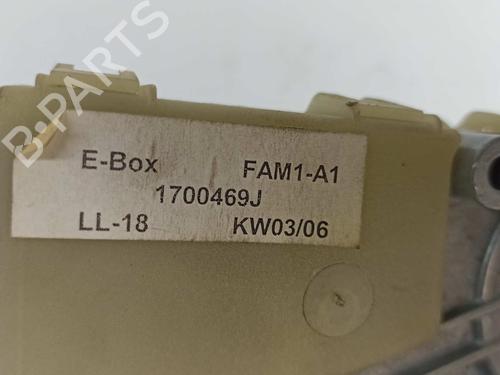 E-Box FAM1-A1
1700469J
LL-18 KW03/06
B-PARTS